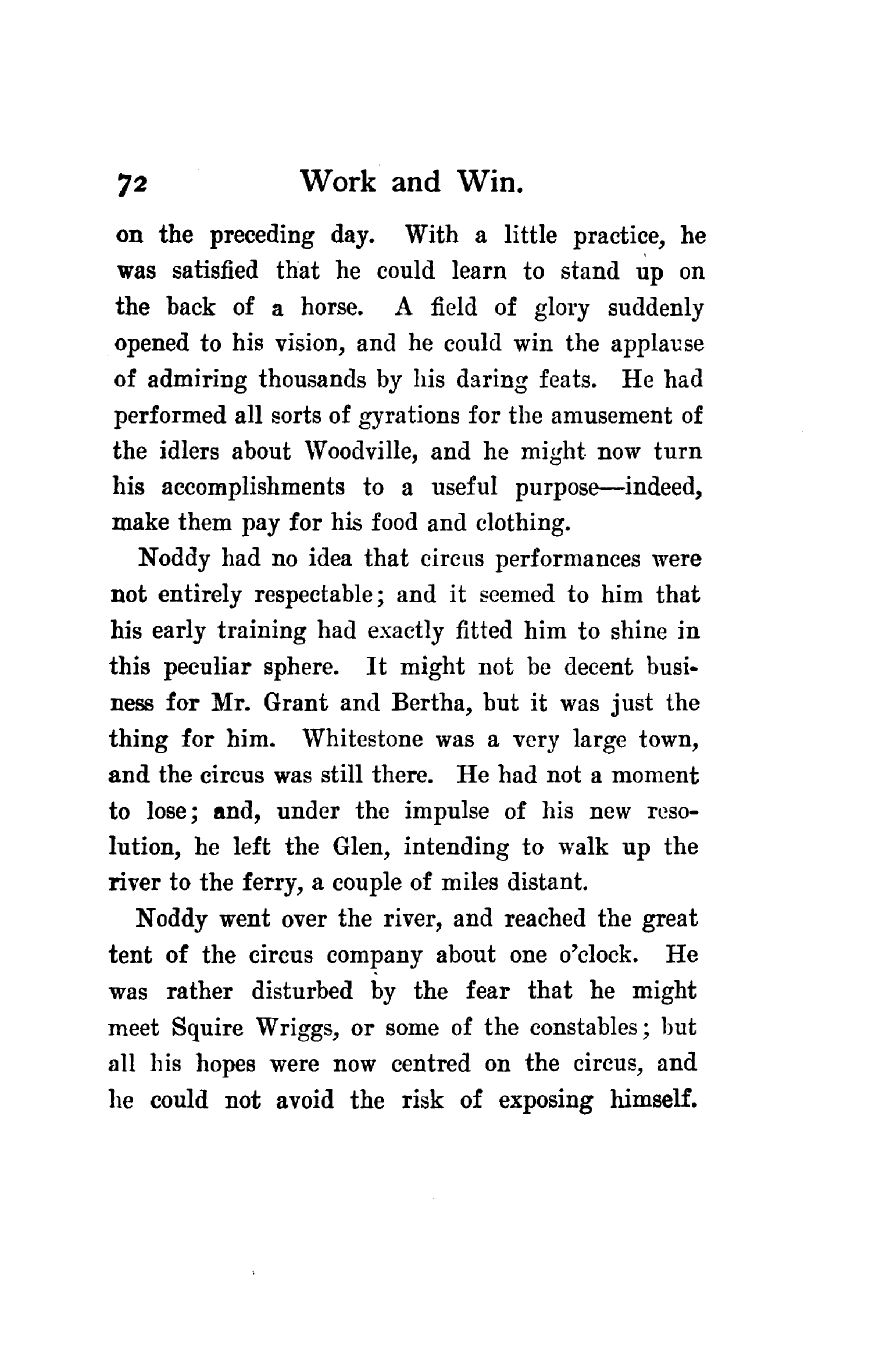 72 Work and Win.
on the preceding day. With a little practice, he
was satisfied that he could learn to stand up on
the back of a horse. A field of glory suddenly
opened to his vision, and he could win the applause
of admiring thousands by his daring feats. He had
performed all sorts of gyrations for the amusement of
the idlers about Woodville, and he might now turn
his accomplishments to a useful purpose—indeed,
make them pay for his food and clothing.
Noddy had no idea that circus performances were
not entirely respectable; and it seemed to him that
his early training had exactly fitted him to shine in
this peculiar sphere. It might not be decent busi-
ness for Mr. Grant and Bertha, but it was just the
thing for him. Whitestone was a very large town,
and the circus was still there. He had not a moment
to lose; and, under the impulse of his new reso-
lution, he left the Glen, intending to walk up the
river to the ferry, a couple of miles distant.
Noddy went over the river, and reached the great
tent of the circus company about one o'clock. He
was rather disturbed by the fear that he might
meet Squire Wriggs, or some of the constables; but
all his hopes were now centred on the circus, and
he could not avoid the risk of exposing himself.